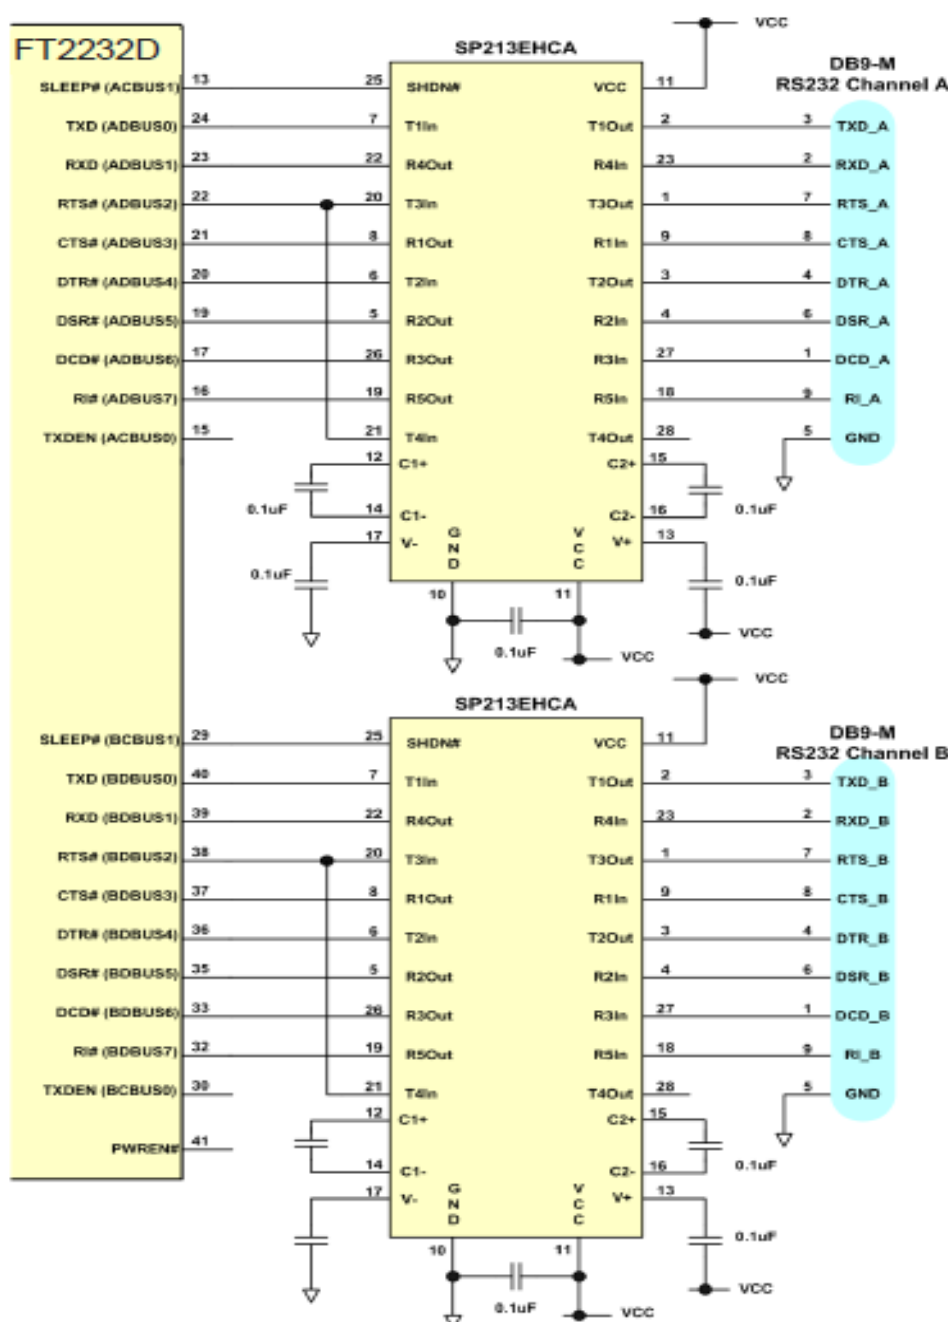 VCC
FT2232D
SP213EHCA
DB9-M
RS232 Channel A
SLEEP# (ACBUS1) 13 25 SHDN# VCC 11
TXD (ADBUS0) 24 7 T1In T1Out 2 3 TXD_A
RXD (ADBUS1) 23 22 R4Out R4In 23 2 RXD_A
RTS# (ADBUS2) 22 20 T3In T3Out 1 7 RTS_A
CTS# (ADBUS3) 21 8 R1Out R1In 9 8 CTS_A
DTR# (ADBUS4) 20 6 T2In T2Out 3 4 DTR_A
DSR# (ADBUS5) 19 5 R2Out R2In 4 6 DSR_A
DCD# (ADBUS6) 17 26 R3Out R3In 27 1 DCD_A
RI# (ADBUS7) 16 19 R5Out R5In 18 9 RI_A
TXDEN (ACBUS0) 15 21 T4In T4Out 28 5 GND
12 C1+ C2+ 15
0.1uF 14 C1- C2- 16 0.1uF
17 V- GND VCC V+ 13
0.1uF 0.1uF
10 11
0.1uF VCC VCC
VCC
SP213EHCA
DB9-M
RS232 Channel B
SLEEP# (BCBUS1) 29 25 SHDN# VCC 11
TXD (BDBUS0) 40 7 T1In T1Out 2 3 TXD_B
RXD (BDBUS1) 39 22 R4Out R4In 23 2 RXD_B
RTS# (BDBUS2) 38 20 T3In T3Out 1 7 RTS_B
CTS# (BDBUS3) 37 8 R1Out R1In 9 8 CTS_B
DTR# (BDBUS4) 36 6 T2In T2Out 3 4 DTR_B
DSR# (BDBUS5) 35 5 R2Out R2In 4 6 DSR_B
DCD# (BDBUS6) 33 26 R3Out R3In 27 1 DCD_B
RI# (BDBUS7) 32 19 R5Out R5In 18 9 RI_B
TXDEN (BCBUS0) 30 21 T4In T4Out 28 5 GND
12 C1+ C2+ 15
PWREN# 41
14 C1- C2- 16 0.1uF
17 V- GND VCC V+ 13
0.1uF
10 11
VCC
0.1uF VCC